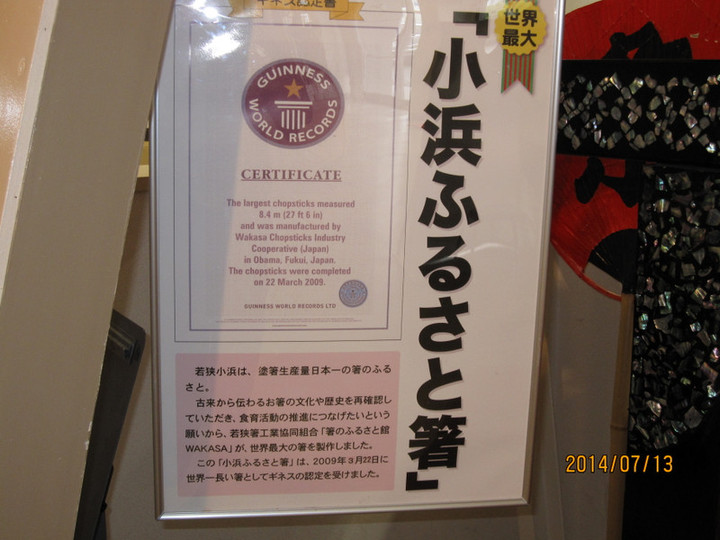 世界
最大
「小浜ふるさと箸」
GUINNESS
WORLD RECORDS
CERTIFICATE
The largest chopsticks measured
8.4 m (27 ft 6 in)
and was manufactured by
Wakasa Chopsticks Industry
Cooperative (Japan)
in Obama, Fukui, Japan.
The chopsticks were completed
on 22 March 2009.
GUINNESS WORLD RECORDS LTD
若狭小浜は、塗箸生産量日本一の箸のふる
さと。
古来から伝わるお箸の文化や歴史を再確認し
ていただき、食育活動の推進につなげたいという
願いから、若狭箸工業協同組合「箸のふるさと館
WAKASA」が、世界最大の箸を製作しました。
この「小浜ふるさと箸」は、2009年3月22日に
世界一長い箸としてギネスの認定を受けました。
2014/07/13